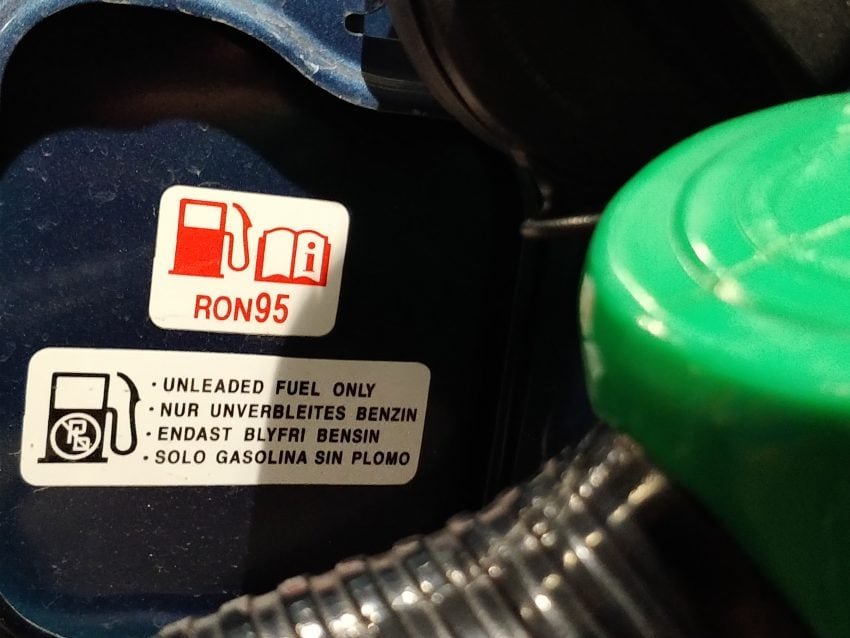 RON95
· UNLEADED FUEL ONLY
· NUR UNVERBLEITES BENZIN
· ENDAST BLYFRI BENSIN
· SOLO GASOLINA SIN PLOMO